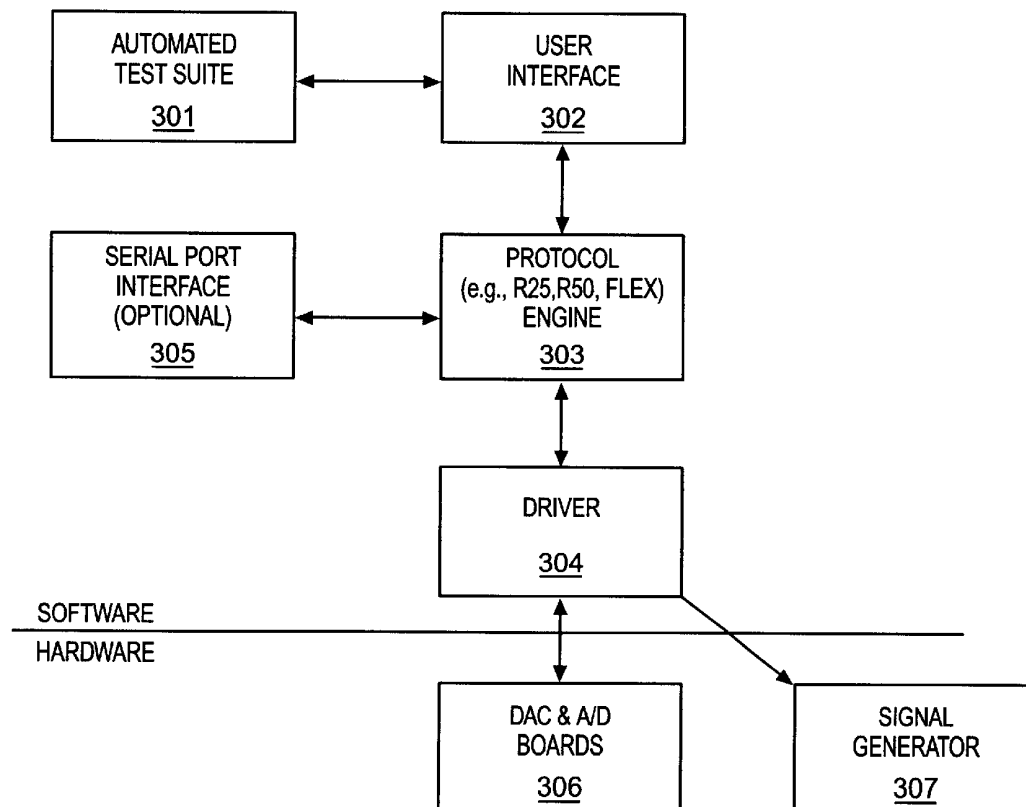 AUTOMATED
TEST SUITE
301
USER
INTERFACE
302
SERIAL PORT
INTERFACE
(OPTIONAL)
305
PROTOCOL
(e.g., R25,R50, FLEX)
ENGINE
303
DRIVER
304
SOFTWARE
HARDWARE
DAC & A/D
BOARDS
306
SIGNAL
GENERATOR
307